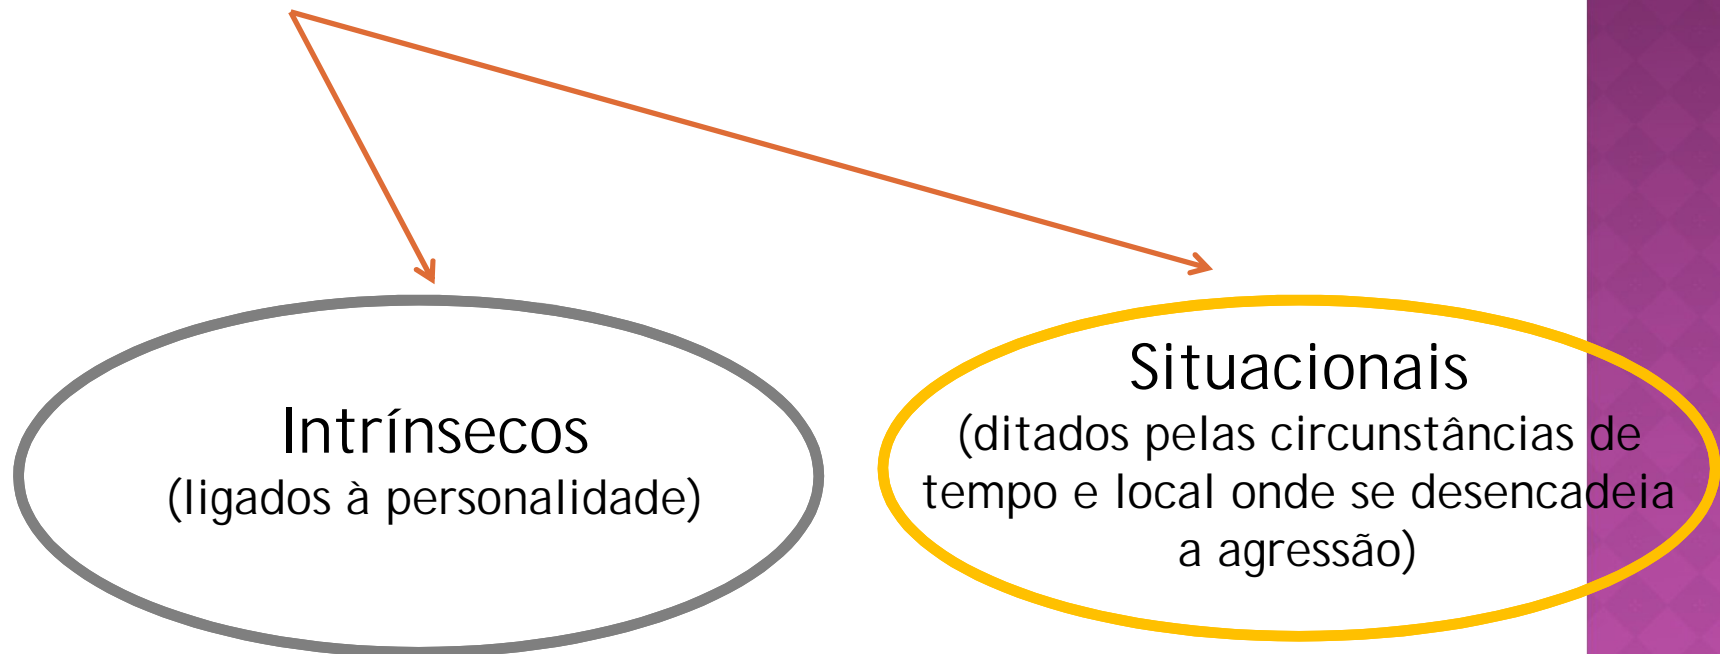 Intrínsecos
(ligados à personalidade)
Situacionais
(ditados pelas circunstâncias de
tempo e local onde se desencadeia
a agressão)